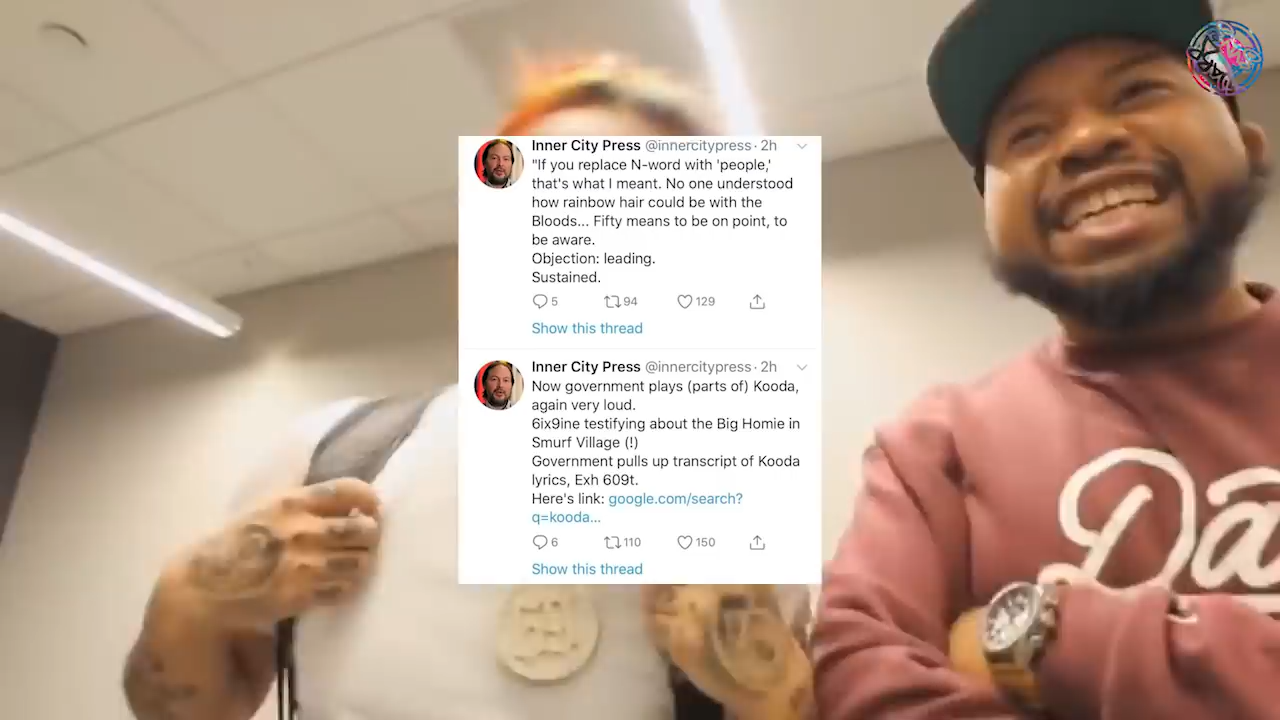 Inner City Press @innercitypress · 2h
"If you replace N-word with 'people,'
that's what I meant. No one understood
how rainbow hair could be with the
Bloods... Fifty means to be on point, to
be aware.
Objection: leading.
Sustained.
5 94 129
Show this thread
Inner City Press @innercitypress · 2h
Now government plays (parts of) Kooda,
again very loud.
6ix9ine testifying about the Big Homie in
Smurf Village (!)
Government pulls up transcript of Kooda
lyrics, Exh 609t.
Here's link: google.com/search?
q=kooda...
6 110 150
Show this thread